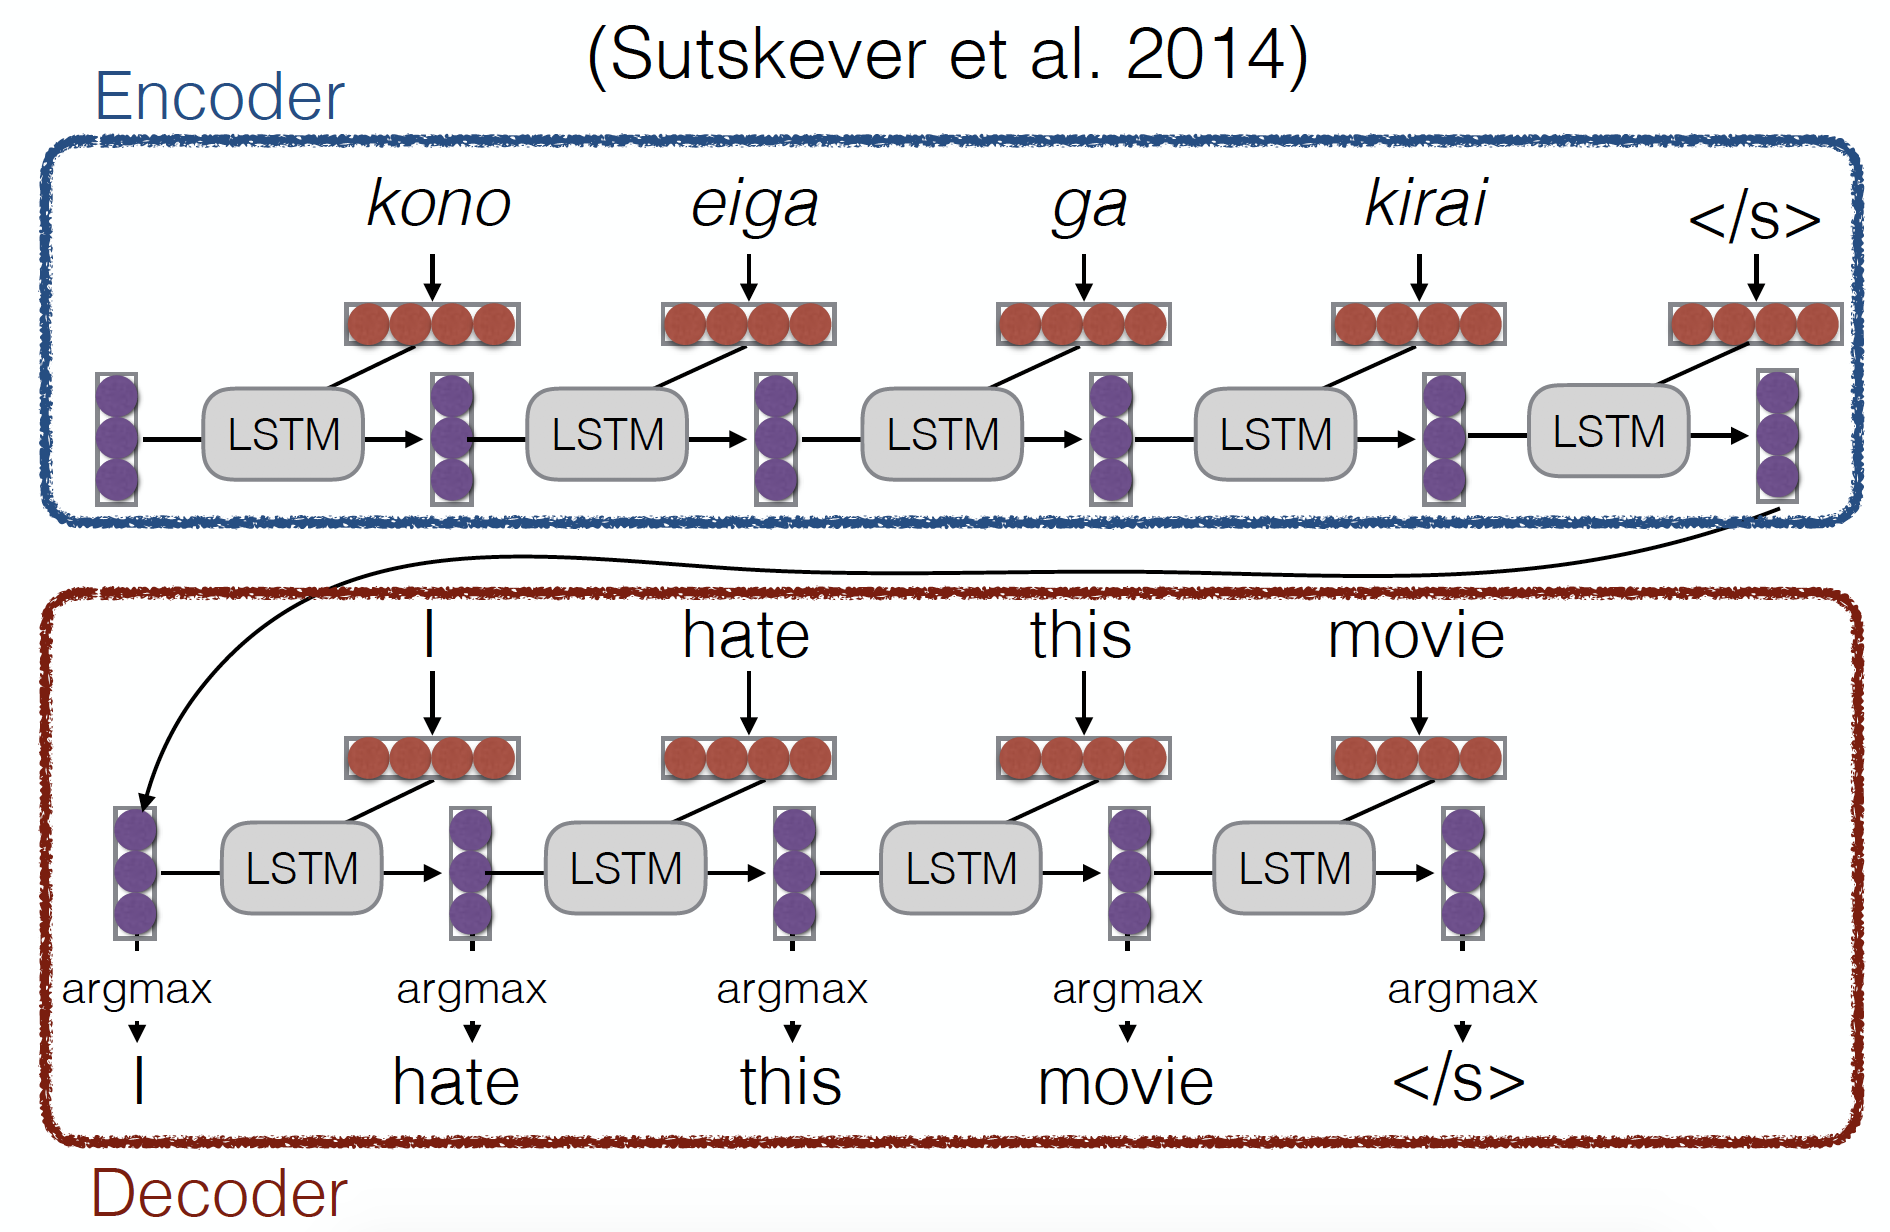 (Sutskever et al. 2014)
Encoder
kono eiga ga kirai </s>
LSTM LSTM LSTM LSTM LSTM
I hate this movie
LSTM LSTM LSTM LSTM
argmax argmax argmax argmax argmax
I hate this movie </s>
Decoder